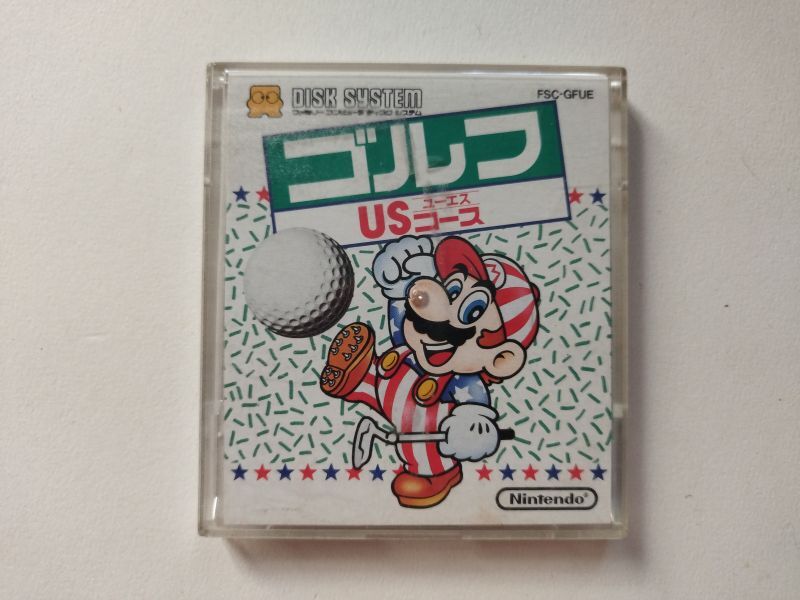 DISK SYSTEM FSC-GFUE
ファミリー コンピュータ ディスク システム
ゴルフ
ユーエス
USコース
M
Nintendo®